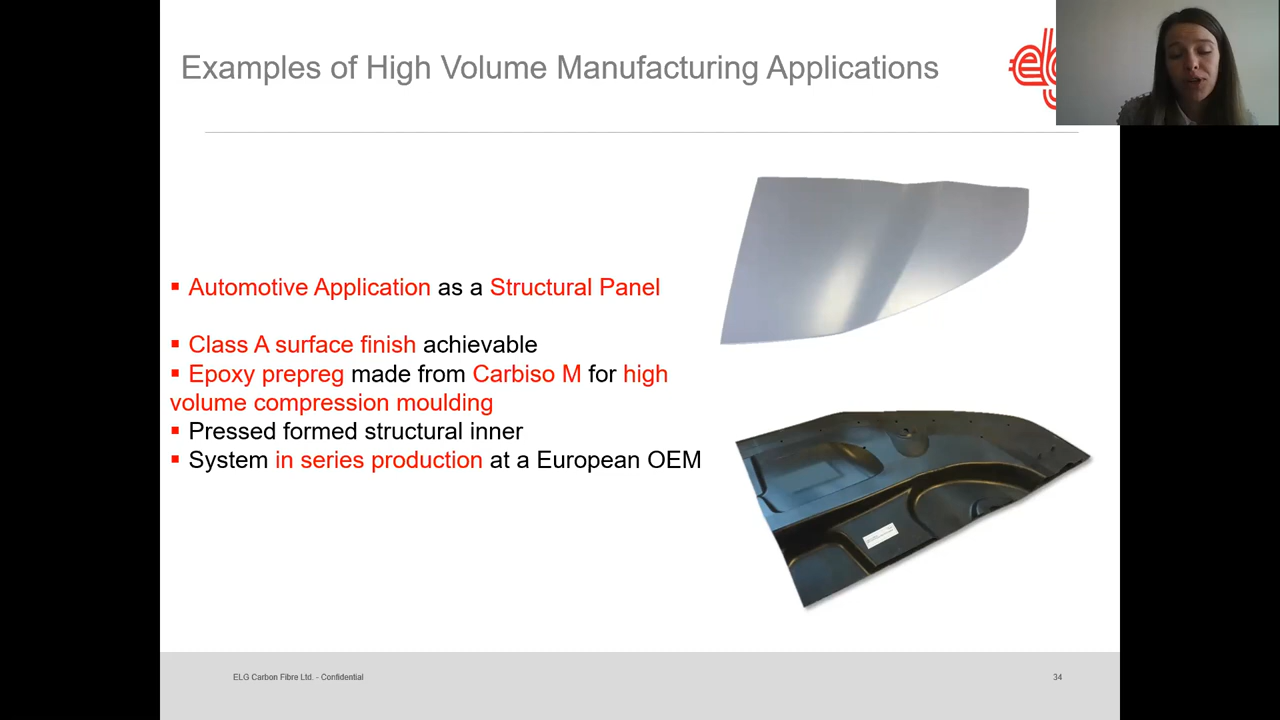 Examples of High Volume Manufacturing Applications
elg
▪ Automotive Application as a Structural Panel
▪ Class A surface finish achievable
▪ Epoxy prepreg made from Carbiso M for high
volume compression moulding
▪ Pressed formed structural inner
▪ System in series production at a European OEM
ELG Carbon Fibre Ltd. - Confidential
34